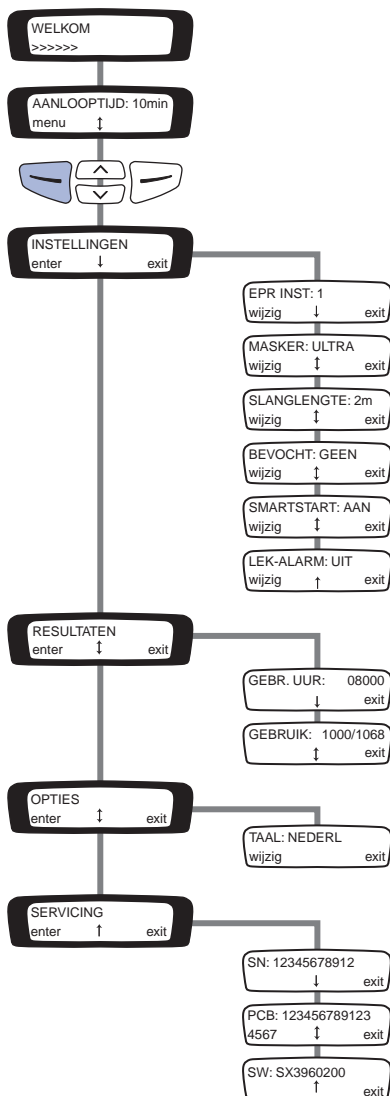 WELKOM
>>>>>>
AANLOOPTIJD: 10min
menu ↕
INSTELLINGEN
enter ↓ exit
EPR INST: 1
wijzig ↓ exit
MASKER: ULTRA
wijzig ↕ exit
SLANGLENGTE: 2m
wijzig ↕ exit
BEVOCHT: GEEN
wijzig ↕ exit
SMARTSTART: AAN
wijzig ↕ exit
LEK-ALARM: UIT
wijzig ↑ exit
RESULTATEN
enter ↕ exit
GEBR. UUR: 08000
↓ exit
GEBRUIK: 1000/1068
↕ exit
OPTIES
enter ↕ exit
TAAL: NEDERL
wijzig exit
SERVICING
enter ↑ exit
SN: 12345678912
↓ exit
PCB: 123456789123
4567 ↕ exit
SW: SX3960200
↑ exit